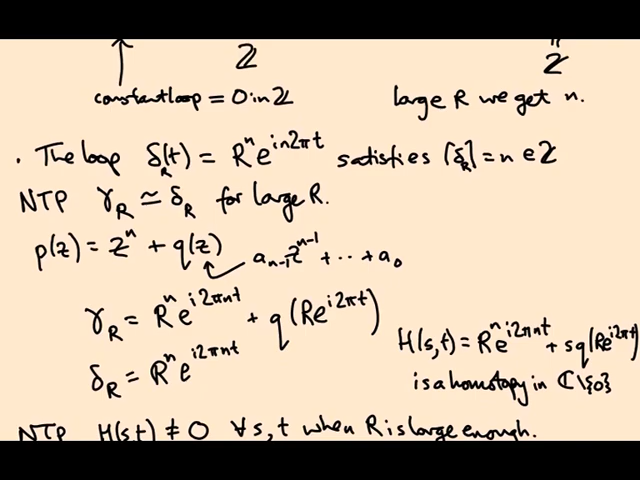 ℤ ℤ
constant loop = 0 in ℤ large R we get n.
· The loop δ_R(t) = R^n e^{in2πt} satisfies [δ_R] = n ∈ ℤ
NTP γ_R ≃ δ_R for large R.
p(z) = z^n + q(z) a_{n-1}z^{n-1} + ... + a_0
γ_R = R^n e^{i2πnt} + q(Re^{i2πt})
H(s,t) = R^n e^{i2πnt} + sq(Re^{i2πt})
δ_R = R^n e^{i2πnt}
is a homotopy in ℂ\{0}
NTP H(s,t) ≠ 0 ∀ s, t when R is large enough.